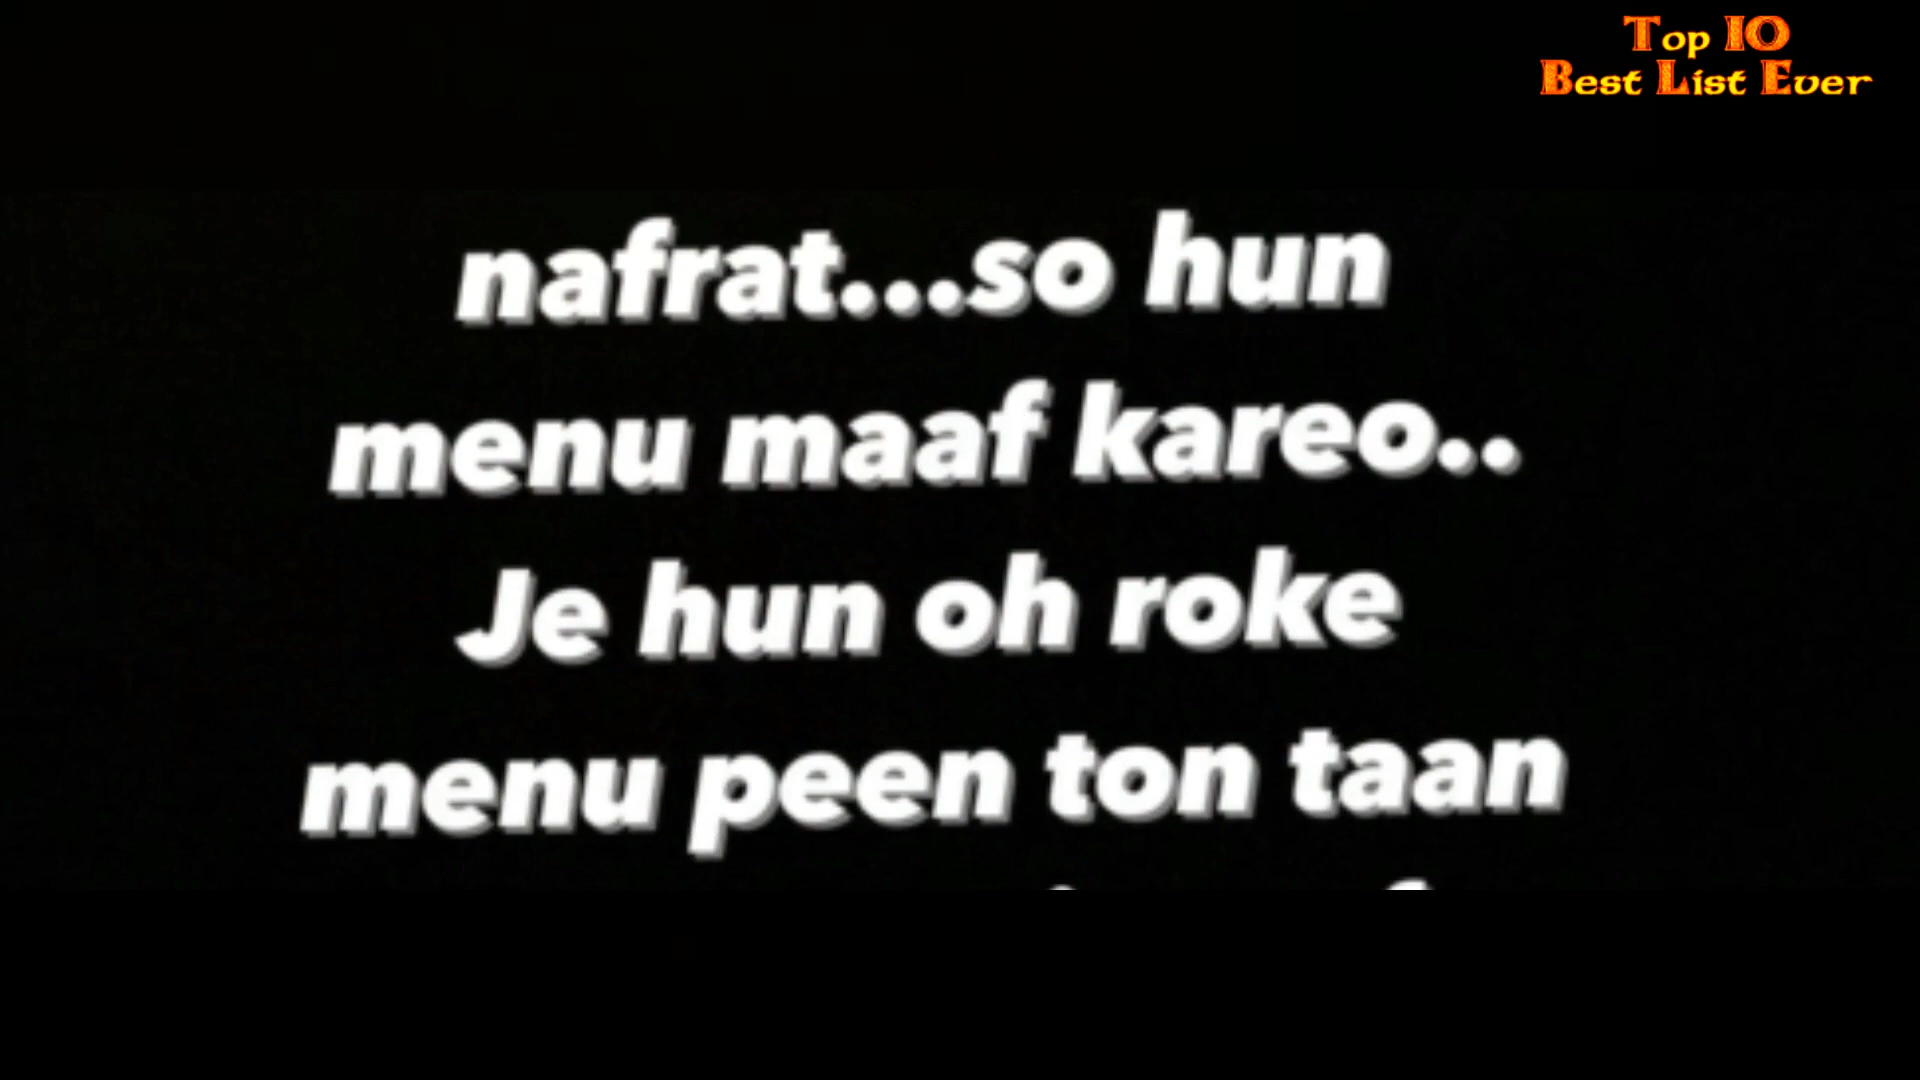 Top 10
Best List Ever
nafrat...so hun
menu maaf kareo..
Je hun oh roke
menu peen ton taan